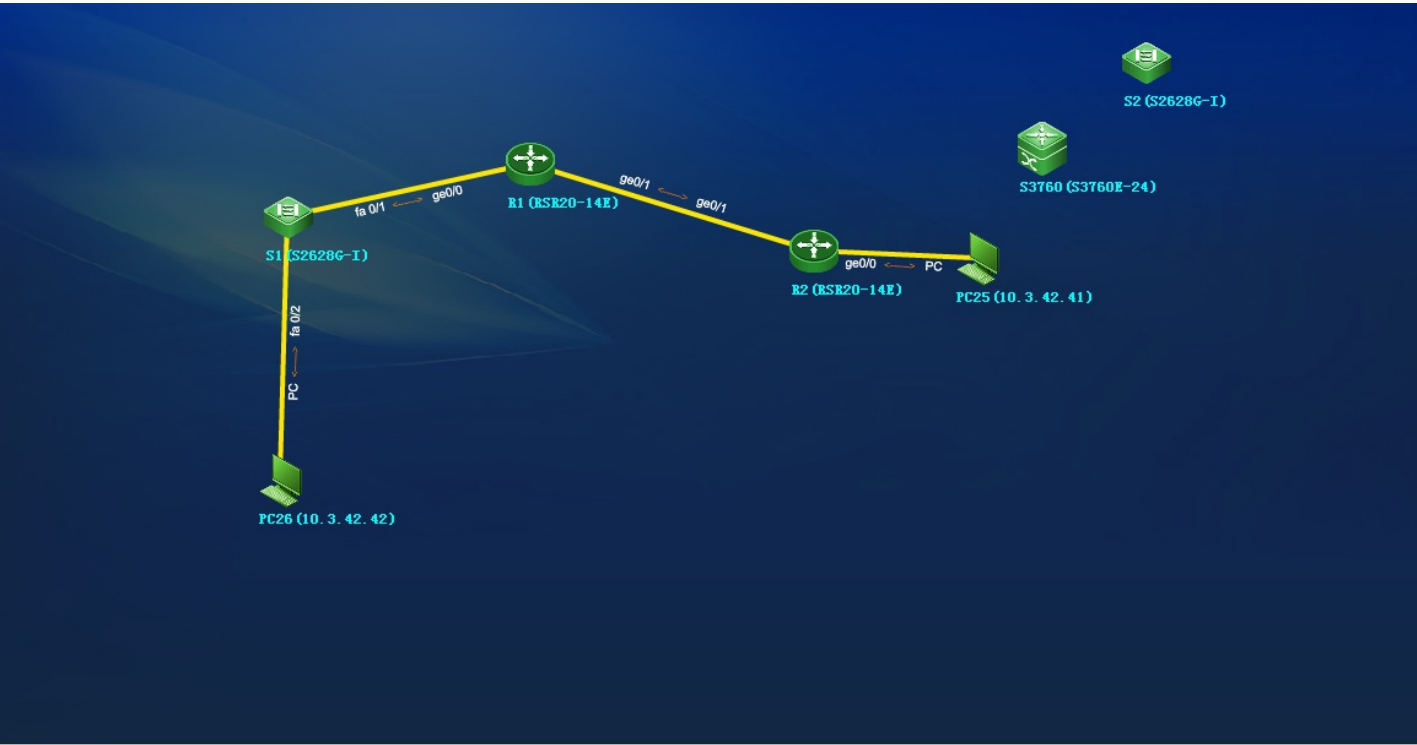 S2(S2628G-I)
S3760(S3760E-24)
ge0/1
ge0/1
ge0/0
R1(RSR20-14E)
fa 0/1
S1(S2628G-I)
ge0/0
PC
R2(RSR20-14E)
PC25(10.3.42.41)
fa 0/2
PC
PC26(10.3.42.42)